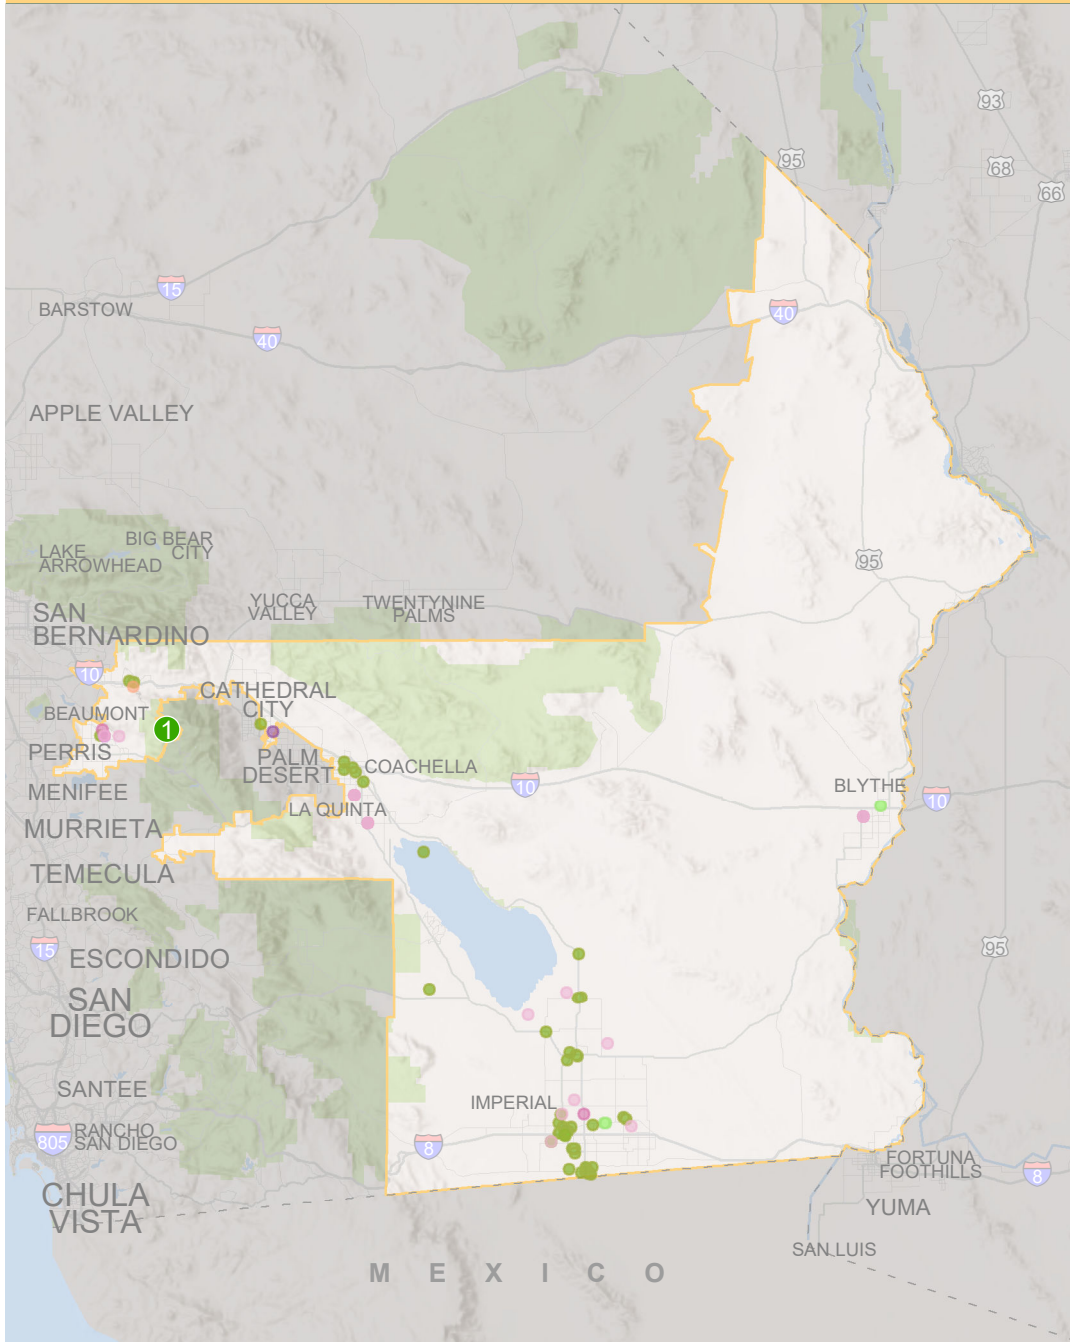 93
95
68
66
15
BARSTOW
40
40
APPLE VALLEY
BIG BEAR
CITY
LAKE
ARROWHEAD
95
YUCCA
VALLEY
TWENTYNINE
PALMS
SAN
BERNARDINO
10
CATHEDRAL
CITY
BEAUMONT
1
PERRIS
PALM
DESERT
COACHELLA
10
BLYTHE
10
MENIFEE
LA QUINTA
MURRIETA
TEMECULA
FALLBROOK
15
ESCONDIDO
95
SAN
DIEGO
SANTEE
IMPERIAL
805
RANCHO
SAN DIEGO
8
FORTUNA
FOOTHILLS
8
CHULA
VISTA
YUMA
SAN LUIS
MEXICO